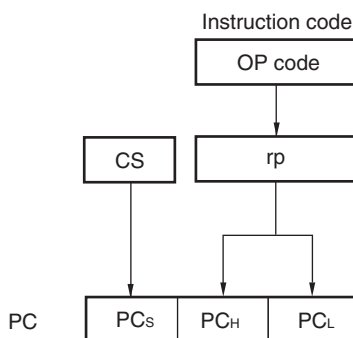 Instruction code
OP code
CS
rp
PC
PCS
PCH
PCL